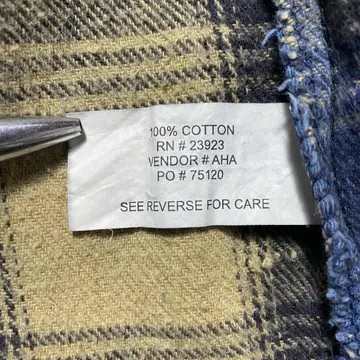 100% COTTON
RN # 23923
VENDOR # AHA
PO # 75120
SEE REVERSE FOR CARE